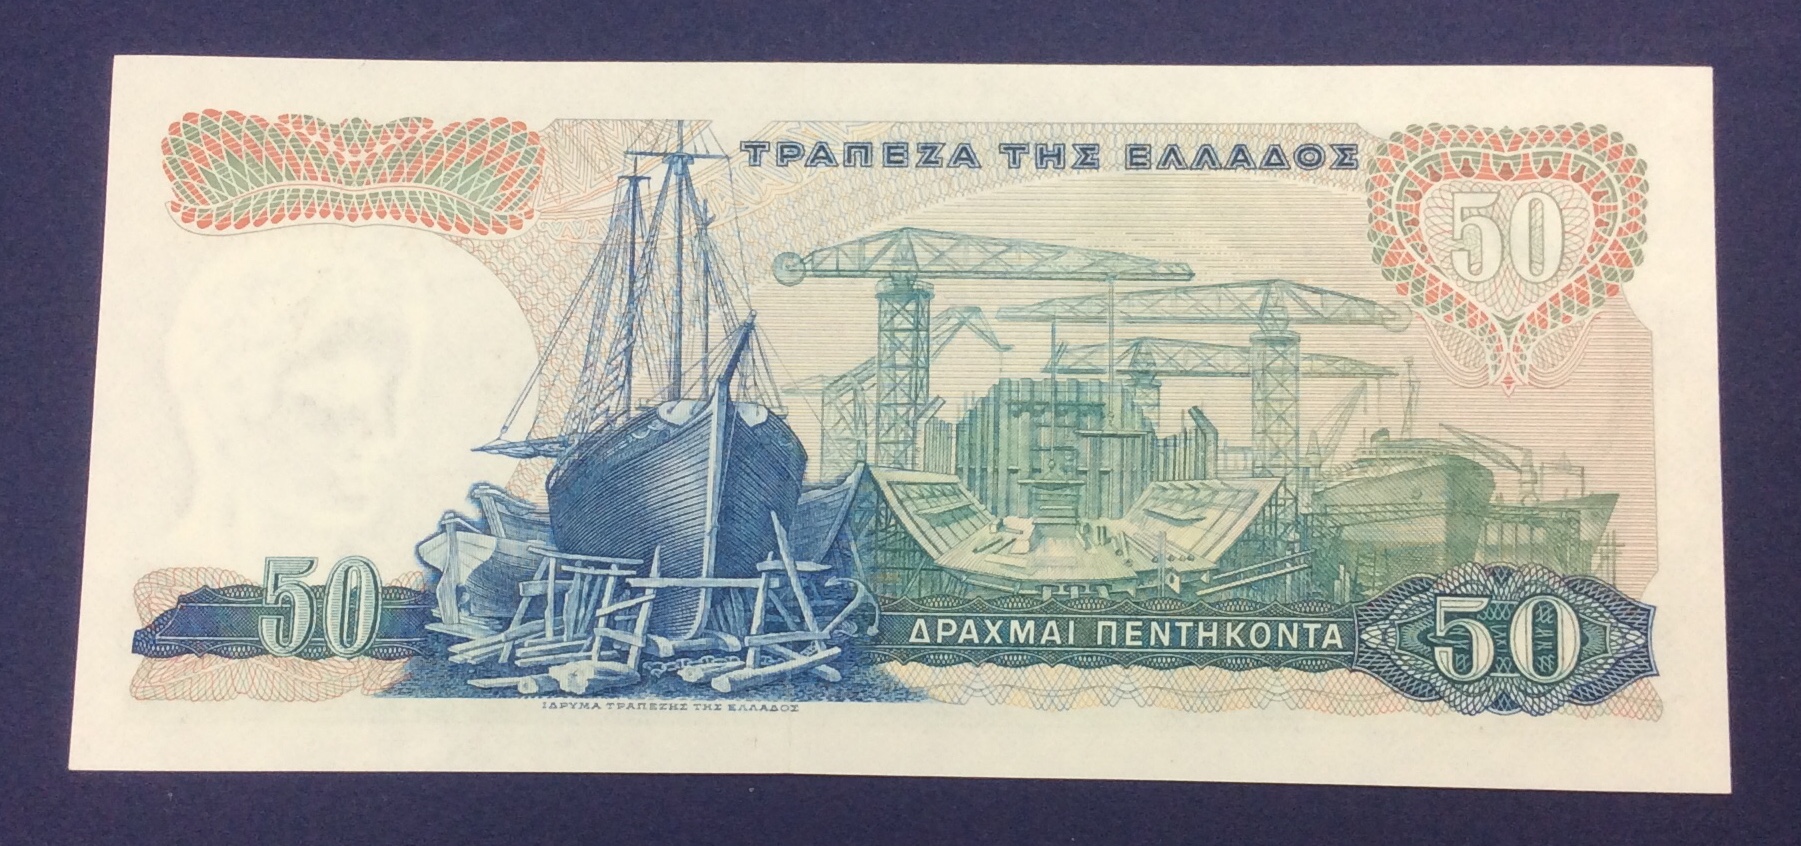 ΤΡΑΠΕΖΑ ΤΗΣ ΕΛΛΑΔΟΣ
50
50
ΔΡΑΧΜΑΙ ΠΕΝΤΗΚΟΝΤΑ
50
ΙΔΡΥΜΑ ΤΡΑΠΕΖΗΣ ΤΗΣ ΕΛΛΑΔΟΣ